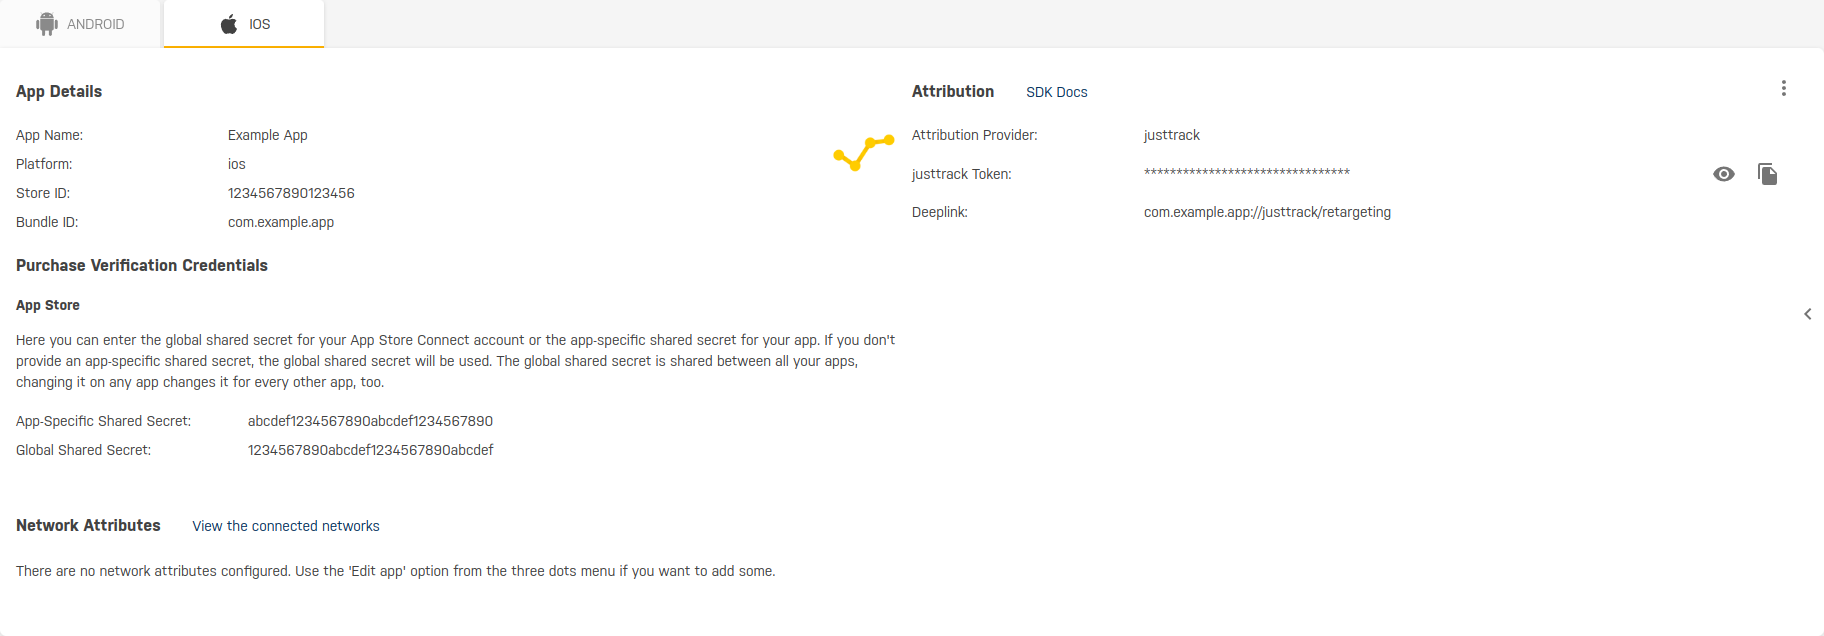 ANDROID
IOS
App Details
App Name: Example App
Platform: ios
Store ID: 1234567890123456
Bundle ID: com.example.app
Attribution SDK Docs
Attribution Provider: justtrack
justtrack Token: ********************************
Deeplink: com.example.app://justtrack/retargeting
Purchase Verification Credentials
App Store
Here you can enter the global shared secret for your App Store Connect account or the app-specific shared secret for your app. If you don't
provide an app-specific shared secret, the global shared secret will be used. The global shared secret is shared between all your apps,
changing it on any app changes it for every other app, too.
App-Specific Shared Secret: abcdef1234567890abcdef1234567890
Global Shared Secret: 1234567890abcdef1234567890abcdef
Network Attributes View the connected networks
There are no network attributes configured. Use the 'Edit app' option from the three dots menu if you want to add some.